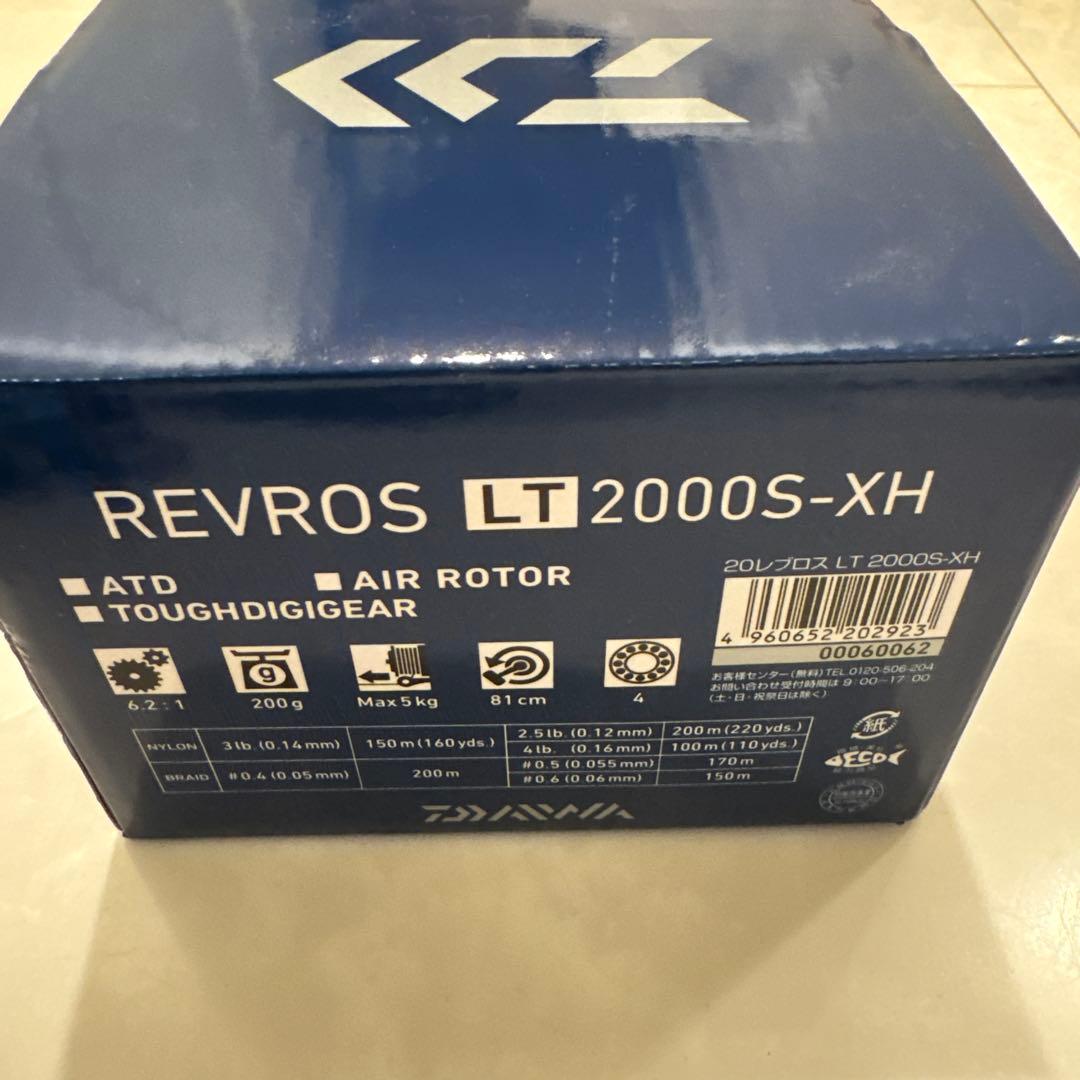 REVROS LT 2000S-XH
ATD
AIR ROTOR
TOUGHDIGIGEAR
20レブロス LT 2000S-XH
4 960652 202923
00060062
お客様センター(無料)TEL.0120-506-204
お問い合わせ受付時間は 9:00~17:00
(土・日・祝祭日は除く)
g
6.2:1
200g
Max5kg
81cm
4
NYLON 3lb.(0.14mm) 150m(160yds.) 2.5lb.(0.12mm) 200m(220yds.)
4lb. (0.16mm) 100m(110yds.)
BRAID #0.4(0.05mm) 200m #0.5(0.055mm) 170m
#0.6(0.06mm) 150m
紙
DAIWA